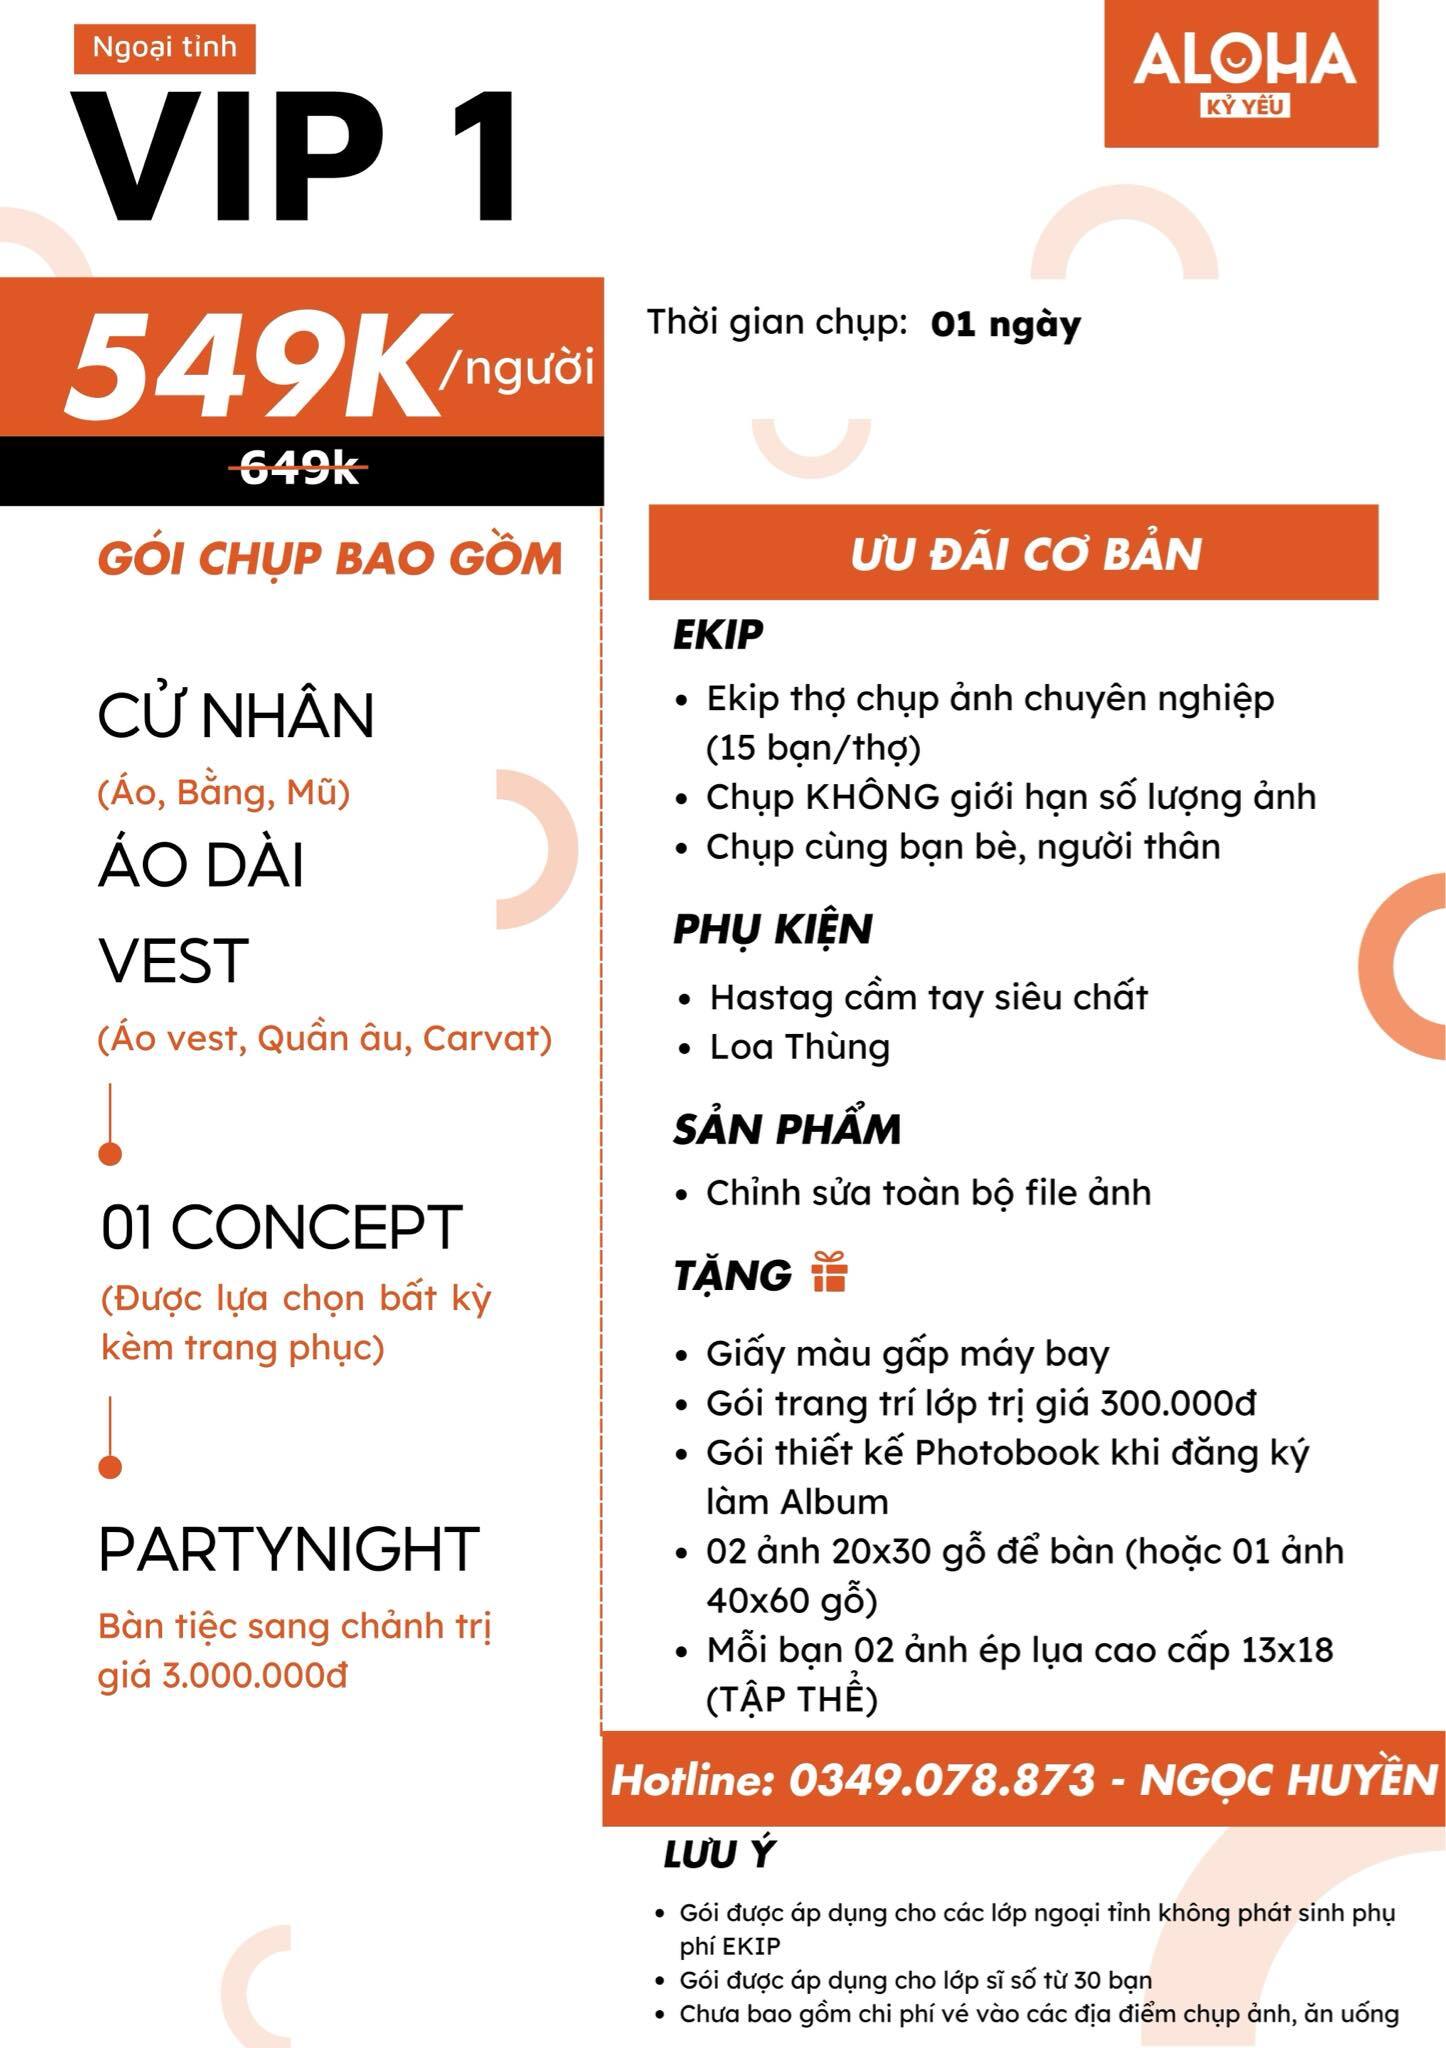 Ngoại tỉnh
VIP 1
ALOHA
KỶ YẾU
549K/người
649k
Thời gian chụp: 01 ngày
GÓI CHỤP BAO GỒM
CỬ NHÂN
(Áo, Bằng, Mũ)
ÁO DÀI
VEST
(Áo vest, Quần âu, Carvat)
01 CONCEPT
(Được lựa chọn bất kỳ
kèm trang phục)
PARTYNIGHT
Bàn tiệc sang chảnh trị
giá 3.000.000đ
ƯU ĐÃI CƠ BẢN
EKIP
• Ekip thợ chụp ảnh chuyên nghiệp
(15 bạn/thợ)
• Chụp KHÔNG giới hạn số lượng ảnh
• Chụp cùng bạn bè, người thân
PHỤ KIỆN
• Hastag cầm tay siêu chất
• Loa Thùng
SẢN PHẨM
• Chỉnh sửa toàn bộ file ảnh
TẶNG
• Giấy màu gấp máy bay
• Gói trang trí lớp trị giá 300.000đ
• Gói thiết kế Photobook khi đăng ký
làm Album
• 02 ảnh 20x30 gỗ để bàn (hoặc 01 ảnh
40x60 gỗ)
• Mỗi bạn 02 ảnh ép lụa cao cấp 13x18
(TẬP THỂ)
Hotline: 0349.078.873 - NGỌC HUYỀN
LƯU Ý
• Gói được áp dụng cho các lớp ngoại tỉnh không phát sinh phụ
phí EKIP
• Gói được áp dụng cho lớp sĩ số từ 30 bạn
• Chưa bao gồm chi phí vé vào các địa điểm chụp ảnh, ăn uống